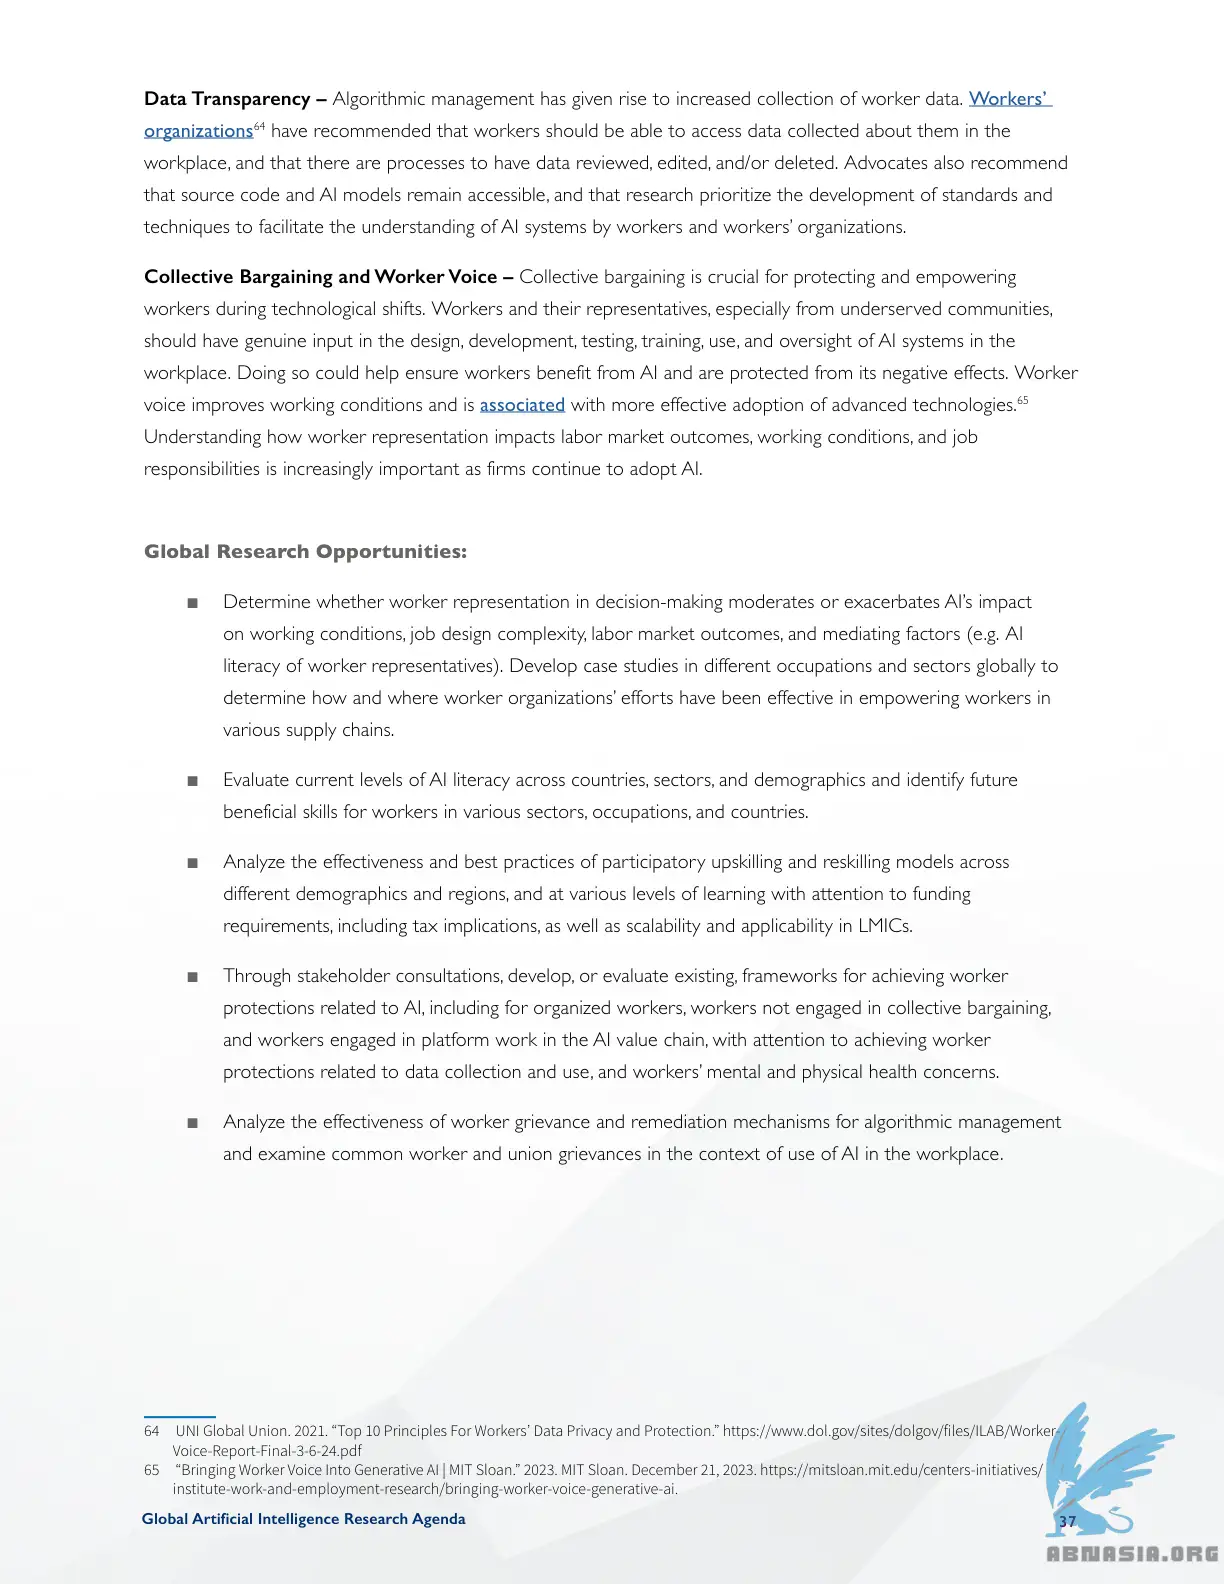 Data Transparency – Algorithmic management has given rise to increased collection of worker data. Workers’
organizations64 have recommended that workers should be able to access data collected about them in the
workplace, and that there are processes to have data reviewed, edited, and/or deleted. Advocates also recommend
that source code and AI models remain accessible, and that research prioritize the development of standards and
techniques to facilitate the understanding of AI systems by workers and workers’ organizations.
Collective Bargaining and Worker Voice – Collective bargaining is crucial for protecting and empowering
workers during technological shifts. Workers and their representatives, especially from underserved communities,
should have genuine input in the design, development, testing, training, use, and oversight of AI systems in the
workplace. Doing so could help ensure workers benefit from AI and are protected from its negative effects. Worker
voice improves working conditions and is associated with more effective adoption of advanced technologies.65
Understanding how worker representation impacts labor market outcomes, working conditions, and job
responsibilities is increasingly important as firms continue to adopt AI.
Global Research Opportunities:
■ Determine whether worker representation in decision-making moderates or exacerbates AI’s impact
on working conditions, job design complexity, labor market outcomes, and mediating factors (e.g. AI
literacy of worker representatives). Develop case studies in different occupations and sectors globally to
determine how and where worker organizations’ efforts have been effective in empowering workers in
various supply chains.
■ Evaluate current levels of AI literacy across countries, sectors, and demographics and identify future
beneficial skills for workers in various sectors, occupations, and countries.
■ Analyze the effectiveness and best practices of participatory upskilling and reskilling models across
different demographics and regions, and at various levels of learning with attention to funding
requirements, including tax implications, as well as scalability and applicability in LMICs.
■ Through stakeholder consultations, develop, or evaluate existing, frameworks for achieving worker
protections related to AI, including for organized workers, workers not engaged in collective bargaining,
and workers engaged in platform work in the AI value chain, with attention to achieving worker
protections related to data collection and use, and workers’ mental and physical health concerns.
■ Analyze the effectiveness of worker grievance and remediation mechanisms for algorithmic management
and examine common worker and union grievances in the context of use of AI in the workplace.
64 UNI Global Union. 2021. “Top 10 Principles For Workers’ Data Privacy and Protection.” https://www.dol.gov/sites/dolgov/files/ILAB/Worker-
Voice-Report-Final-3-6-24.pdf
65 “Bringing Worker Voice Into Generative AI | MIT Sloan.” 2023. MIT Sloan. December 21, 2023. https://mitsloan.mit.edu/centers-initiatives/
institute-work-and-employment-research/bringing-worker-voice-generative-ai.
Global Artificial Intelligence Research Agenda
37
ABNASIA.ORG